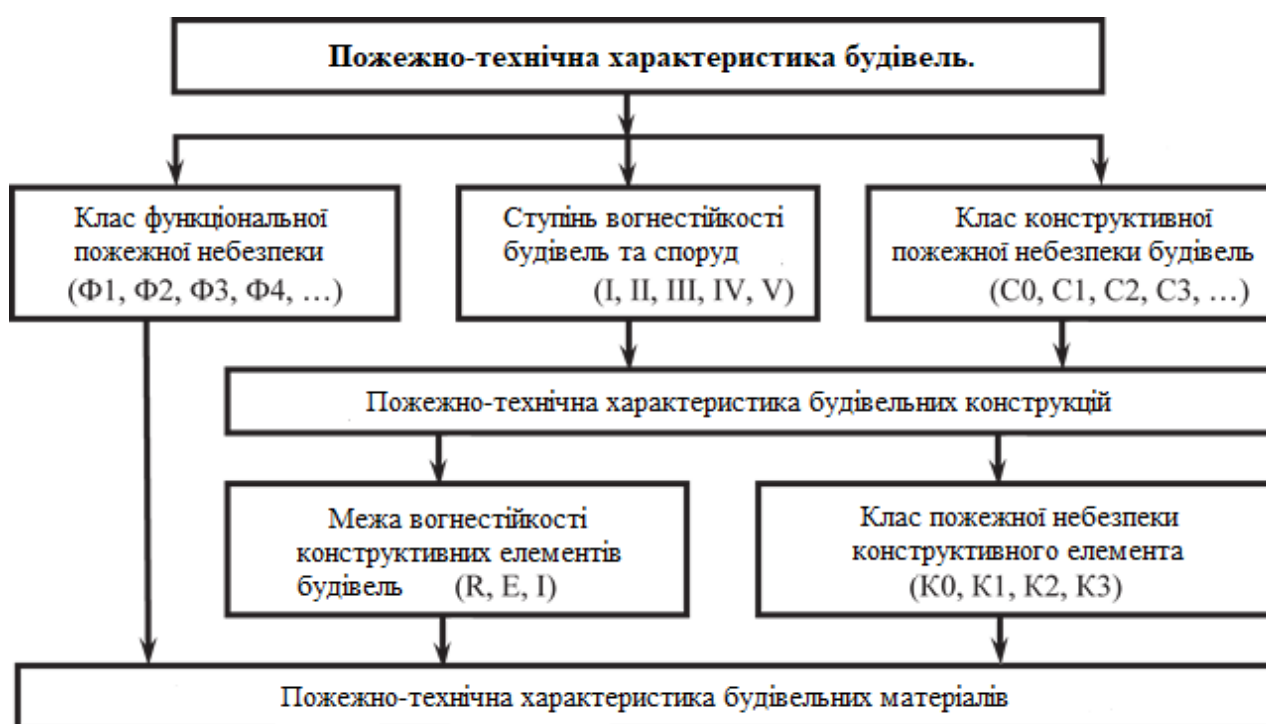 Пожежно-технічна характеристика будівель.
Клас функціональної
пожежної небезпеки
(Ф1, Ф2, Ф3, Ф4, …)
Ступінь вогнестійкості
будівель та споруд
(I, II, III, IV, V)
Клас конструктивної
пожежної небезпеки будівель
(С0, С1, С2, С3, …)
Пожежно-технічна характеристика будівельних конструкцій
Межа вогнестійкості
конструктивних елементів
будівель (R, E, I)
Клас пожежної небезпеки
конструктивного елемента
(К0, К1, К2, К3)
Пожежно-технічна характеристика будівельних матеріалів